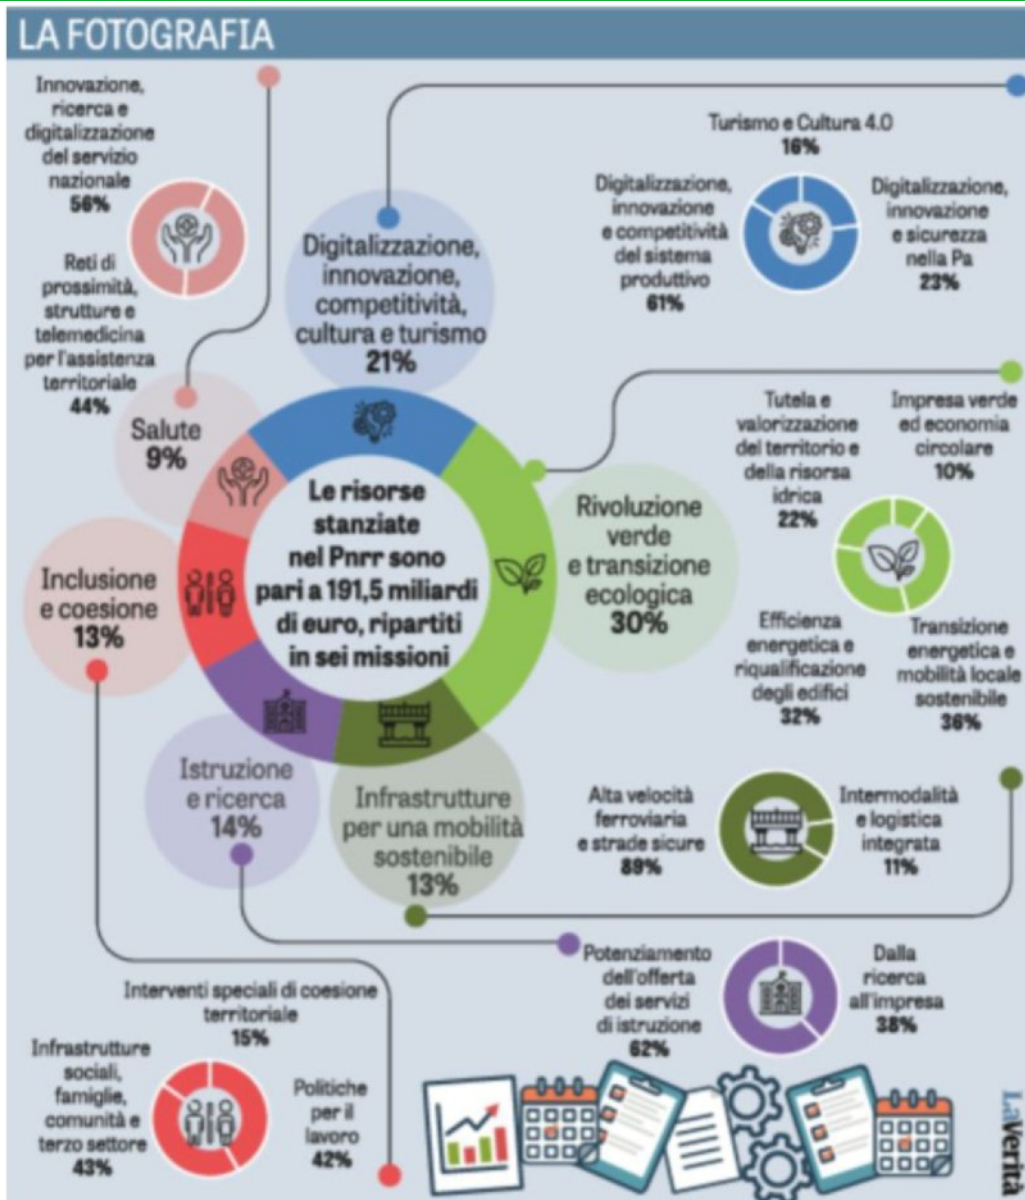 LA FOTOGRAFIA
Innovazione,
ricerca e
digitalizzazione
del servizio
nazionale
56%
Reti di
prossimità,
strutture e
telemedicina
per l'assistenza
territoriale
44%
Digitalizzazione,
innovazione,
competitività,
cultura e turismo
21%
Turismo e Cultura 4.0
16%
Digitalizzazione,
innovazione
e competitività
del sistema
produttivo
61%
Digitalizzazione,
innovazione
e sicurezza
nella Pa
23%
Salute
9%
Le risorse
stanziate
nel Pnrr sono
pari a 191,5 miliardi
di euro, ripartiti
in sei missioni
Rivoluzione
verde
e transizione
ecologica
30%
Tutela e
valorizzazione
del territorio e
della risorsa
idrica
22%
Impresa verde
ed economia
circolare
10%
Efficienza
energetica e
riqualificazione
degli edifici
32%
Transizione
energetica e
mobilità locale
sostenibile
36%
Inclusione
e coesione
13%
Istruzione
e ricerca
14%
Infrastrutture
per una mobilità
sostenibile
13%
Alta velocità
ferroviaria
e strade sicure
89%
Intermodalità
e logistica
integrata
11%
Potenziamento
dell'offerta
dei servizi
di istruzione
62%
Dalla
ricerca
all'impresa
38%
Interventi speciali di coesione
territoriale
15%
Infrastrutture
sociali,
famiglie,
comunità e
terzo settore
43%
Politiche
per il
lavoro
42%
LaVerità